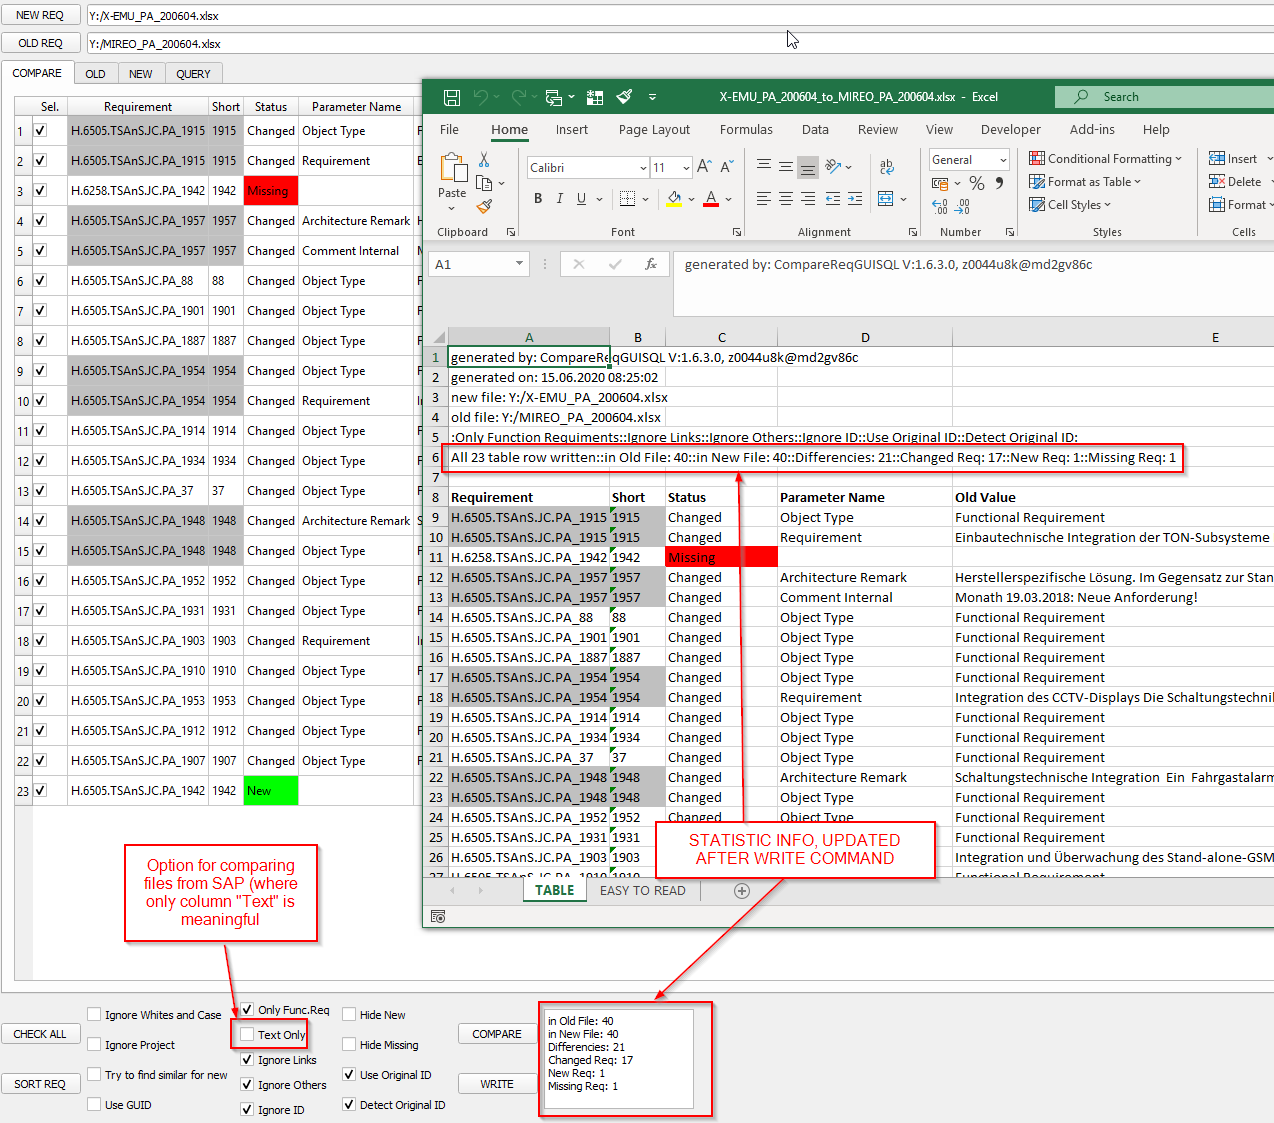 NEW REQ Y:/X-EMU_PA_200604.xlsx
OLD REQ Y:/MIREO_PA_200604.xlsx
COMPARE OLD NEW QUERY
Sel. Requirement Short Status Parameter Name
1 H.6505.TSAnS.JC.PA_1915 1915 Changed Object Type
2 H.6505.TSAnS.JC.PA_1915 1915 Changed Requirement
3 H.6258.TSAnS.JC.PA_1942 1942 Missing
4 H.6505.TSAnS.JC.PA_1957 1957 Changed Architecture Remark
5 H.6505.TSAnS.JC.PA_1957 1957 Changed Comment Internal
6 H.6505.TSAnS.JC.PA_88 88 Changed Object Type
7 H.6505.TSAnS.JC.PA_1901 1901 Changed Object Type
8 H.6505.TSAnS.JC.PA_1887 1887 Changed Object Type
9 H.6505.TSAnS.JC.PA_1954 1954 Changed Object Type
10 H.6505.TSAnS.JC.PA_1954 1954 Changed Requirement
11 H.6505.TSAnS.JC.PA_1914 1914 Changed Object Type
12 H.6505.TSAnS.JC.PA_1934 1934 Changed Object Type
13 H.6505.TSAnS.JC.PA_37 37 Changed Object Type
14 H.6505.TSAnS.JC.PA_1948 1948 Changed Architecture Remark
15 H.6505.TSAnS.JC.PA_1948 1948 Changed Object Type
16 H.6505.TSAnS.JC.PA_1952 1952 Changed Object Type
17 H.6505.TSAnS.JC.PA_1931 1931 Changed Object Type
18 H.6505.TSAnS.JC.PA_1903 1903 Changed Requirement
19 H.6505.TSAnS.JC.PA_1910 1910 Changed Object Type
20 H.6505.TSAnS.JC.PA_1953 1953 Changed Object Type
21 H.6505.TSAnS.JC.PA_1912 1912 Changed Object Type
22 H.6505.TSAnS.JC.PA_1907 1907 Changed Object Type
23 H.6505.TSAnS.JC.PA_1942 1942 New
X-EMU_PA_200604_to_MIREO_PA_200604.xlsx - Excel Search
File Home Insert Page Layout Formulas Data Review View Developer Add-ins Help
Paste Calibri 11 General Conditional Formatting Insert
Format as Table Delete
B I U Cell Styles Format
Clipboard Font Alignment Number Styles Cells
A1 fx generated by: CompareReqGUISQL V:1.6.3.0, z0044u8k@md2gv86c
A B C D E
1 generated by: CompareReqGUISQL V:1.6.3.0, z0044u8k@md2gv86c
2 generated on: 15.06.2020 08:25:02
3 new file: Y:/X-EMU_PA_200604.xlsx
4 old file: Y:/MIREO_PA_200604.xlsx
5 :Only Function Requiments::Ignore Links::Ignore Others::Ignore ID::Use Original ID::Detect Original ID:
6 All 23 table row written::in Old File: 40::in New File: 40::Differencies: 21::Changed Req: 17::New Req: 1::Missing Req: 1
7
8 Requirement Short Status Parameter Name Old Value
9 H.6505.TSAnS.JC.PA_1915 1915 Changed Object Type Functional Requirement
10 H.6505.TSAnS.JC.PA_1915 1915 Changed Requirement Einbautechnische Integration der TON-Subsysteme
11 H.6258.TSAnS.JC.PA_1942 1942 Missing
12 H.6505.TSAnS.JC.PA_1957 1957 Changed Architecture Remark Herstellerspezifische Lösung. Im Gegensatz zur Stan
13 H.6505.TSAnS.JC.PA_1957 1957 Changed Comment Internal Monath 19.03.2018: Neue Anforderung!
14 H.6505.TSAnS.JC.PA_88 88 Changed Object Type Functional Requirement
15 H.6505.TSAnS.JC.PA_1901 1901 Changed Object Type Functional Requirement
16 H.6505.TSAnS.JC.PA_1887 1887 Changed Object Type Functional Requirement
17 H.6505.TSAnS.JC.PA_1954 1954 Changed Object Type Functional Requirement
18 H.6505.TSAnS.JC.PA_1954 1954 Changed Requirement Integration des CCTV-Displays Die Schaltungstechnik
19 H.6505.TSAnS.JC.PA_1914 1914 Changed Object Type Functional Requirement
20 H.6505.TSAnS.JC.PA_1934 1934 Changed Object Type Functional Requirement
21 H.6505.TSAnS.JC.PA_37 37 Changed Object Type Functional Requirement
22 H.6505.TSAnS.JC.PA_1948 1948 Changed Architecture Remark Schaltungstechnische Integration Ein Fahrgastalarm
23 H.6505.TSAnS.JC.PA_1948 1948 Changed Object Type Functional Requirement
24 H.6505.TSAnS.JC.PA_1952 1952 Changed Object Type Functional Requirement
25 H.6505.TSAnS.JC.PA_1931 1931 Functional Requirement
26 H.6505.TSAnS.JC.PA_1903 1903 Integration und Überwachung des Stand-alone-GSM
STATISTIC INFO, UPDATED
AFTER WRITE COMMAND
TABLE EASY TO READ
Option for comparing
files from SAP (where
only column "Text" is
meaningful
CHECK ALL
SORT REQ
Ignore Whites and Case
Ignore Project
Try to find similar for new
Use GUID
Only Func.Req
Text Only
Ignore Links
Ignore Others
Ignore ID
Hide New
Hide Missing
Use Original ID
Detect Original ID
COMPARE
WRITE
in Old File: 40
in New File: 40
Differencies: 21
Changed Req: 17
New Req: 1
Missing Req: 1